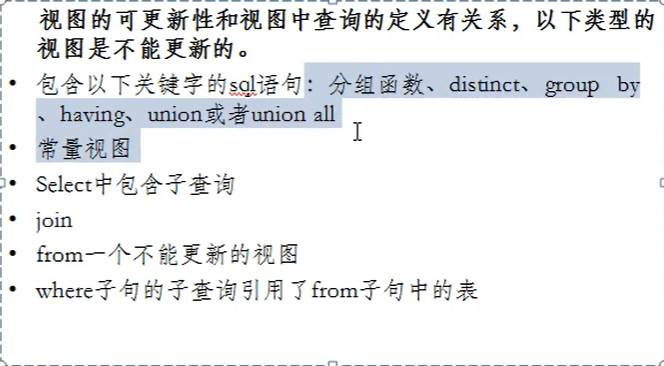 视图的可更新性和视图中查询的定义有关系，以下类型的
视图是不能更新的。
• 包含以下关键字的sql语句：分组函数、distinct、group by
、having、union或者union all
• 常量视图
• Select中包含子查询
• join
• from一个不能更新的视图
• where子句的子查询引用了from子句中的表